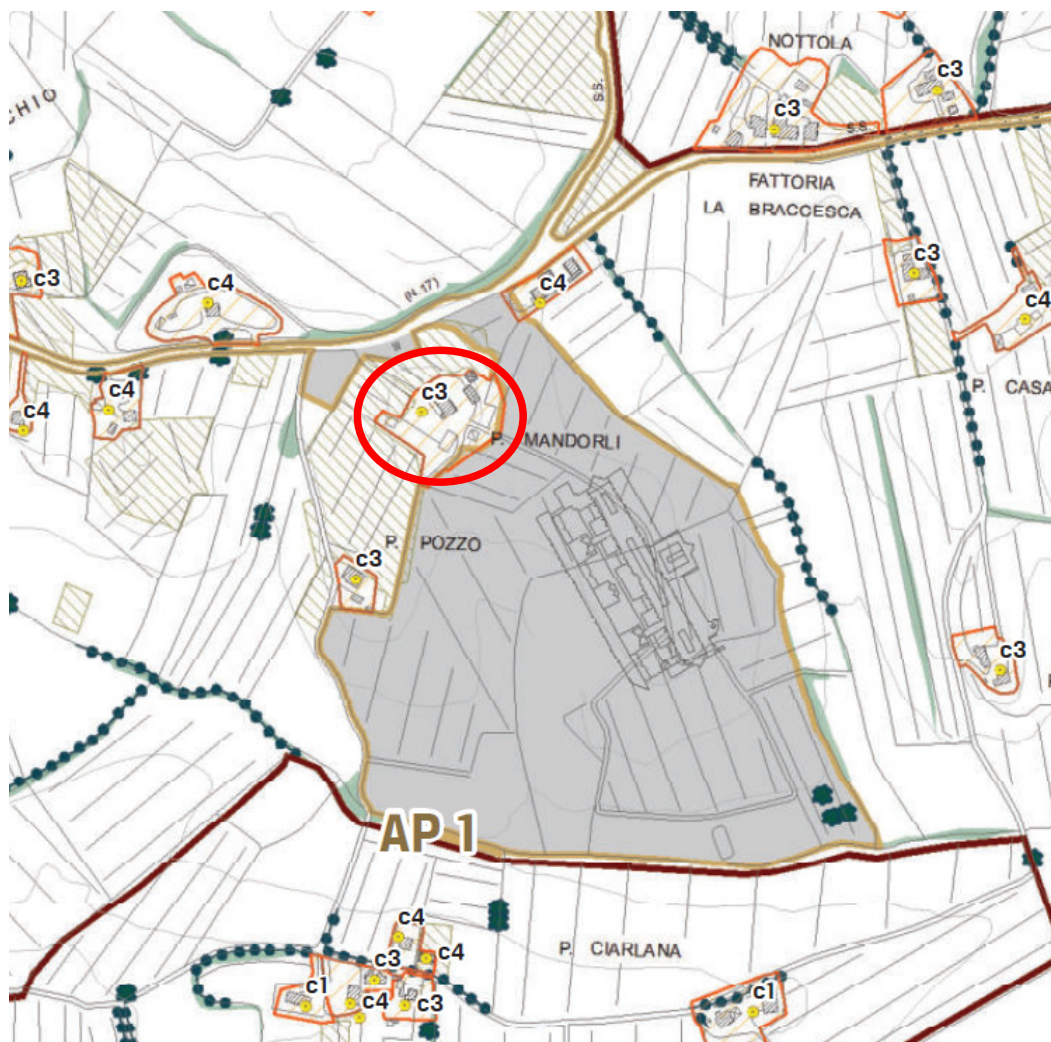 NOTTOLA
c3
CHIO
S.S.
c3
S.S.
FATTORIA
LA BRACCESCA
c3
c3
c4
(N.17)
c4
c4
c4
c4
c3
P. CASA
P. MANDORLI
P. POZZO
c3
c3
AP 1
c4
P. CIARLANA
c3
c4
c1
c4
c3
c1